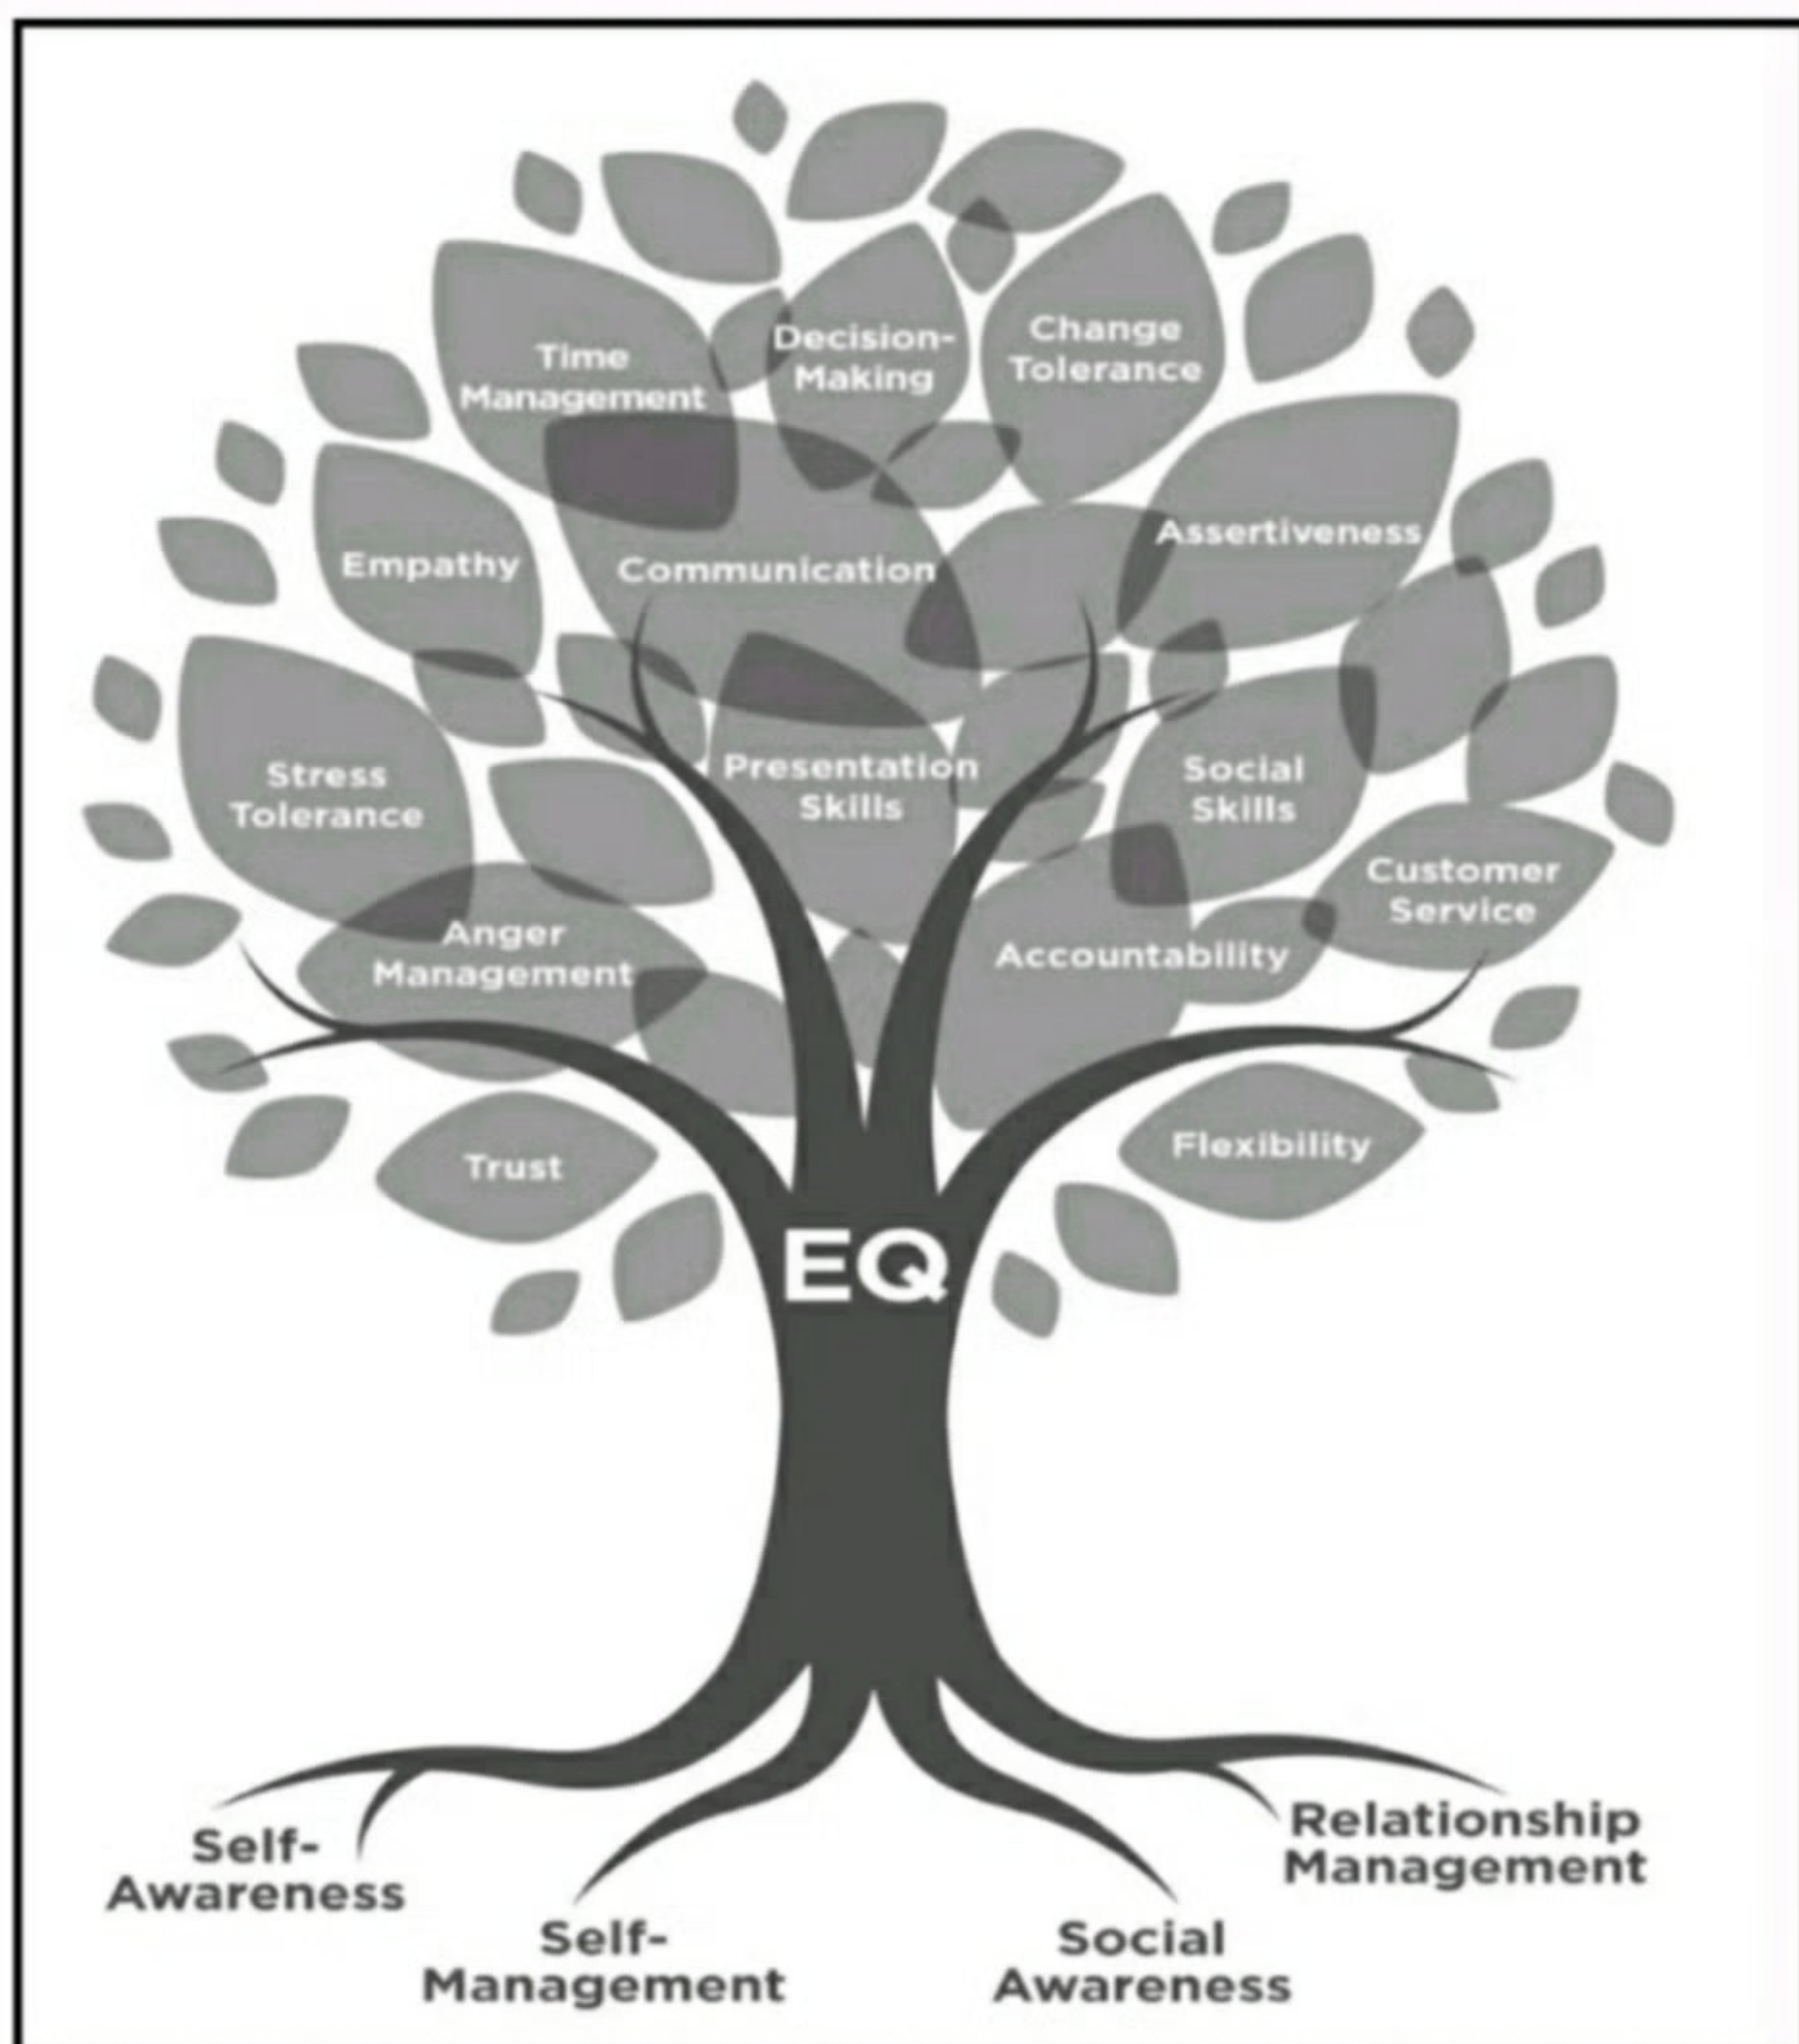 Time
Management
Decision-
Making
Change
Tolerance
Empathy
Communication
Assertiveness
Stress
Tolerance
Presentation
Skills
Social
Skills
Customer
Service
Anger
Management
Accountability
Trust
Flexibility
EQ
Self-
Awareness
Self-
Management
Social
Awareness
Relationship
Management